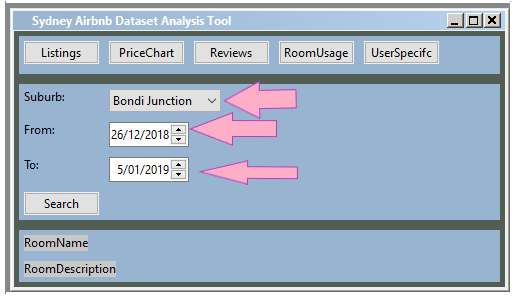 Sydney Airbnb Dataset Analysis Tool
Listings PriceChart Reviews RoomUsage UserSpecifc
Suburb: Bondi Junction
From: 26/12/2018
To: 5/01/2019
Search
RoomName
RoomDescription